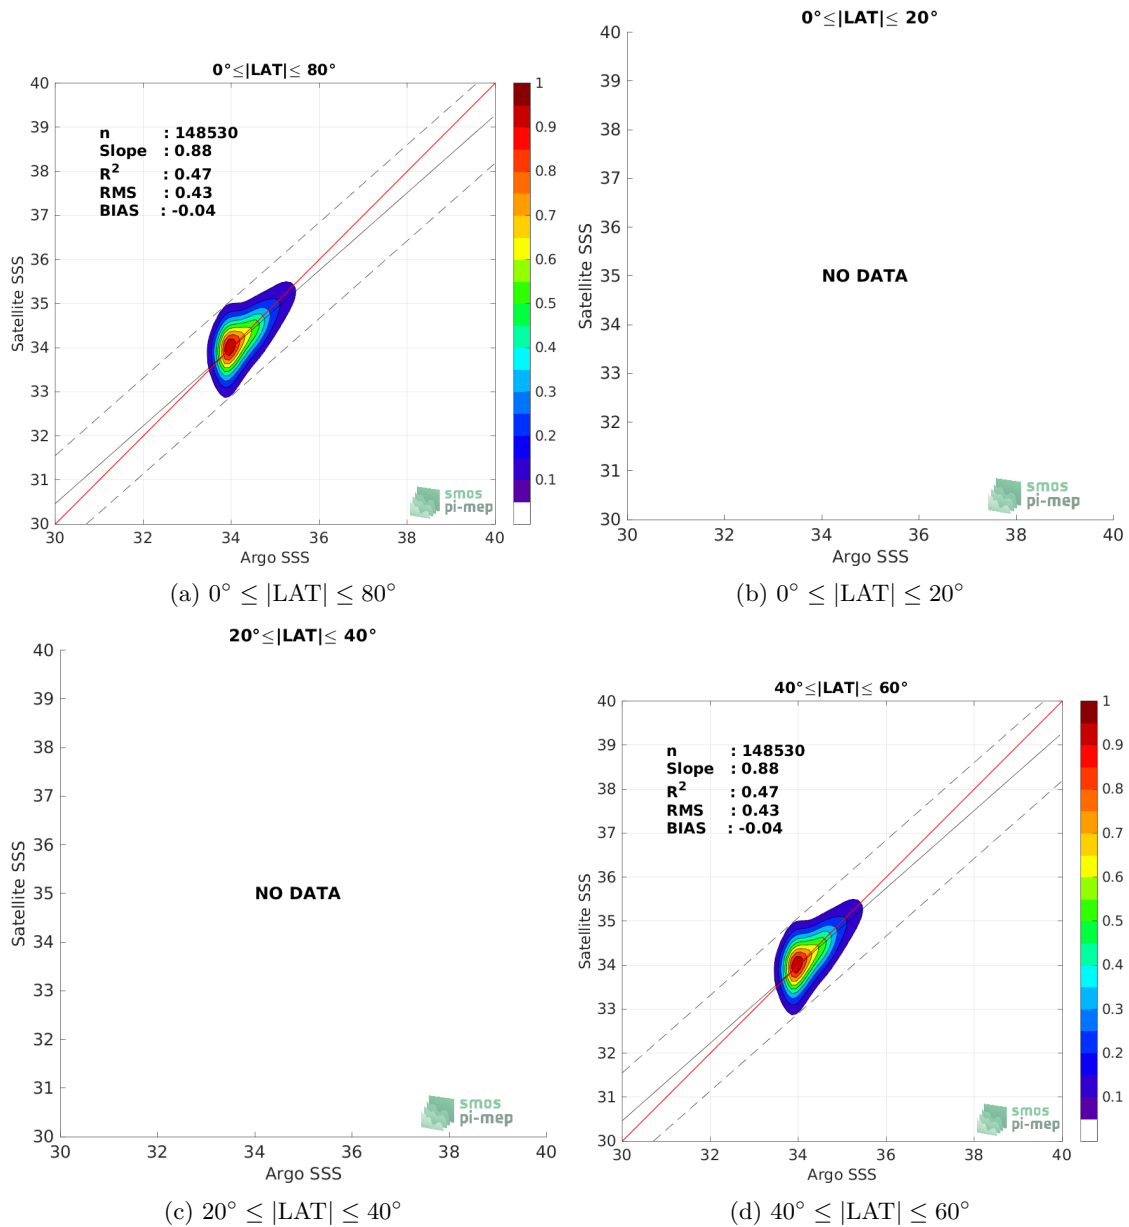 0°≤|LAT|≤ 80°
40
39
38
37
36
35
34
33
32
31
30
Satellite SSS
n : 148530
Slope : 0.88
R² : 0.47
RMS : 0.43
BIAS : -0.04
smos
pi-mep
30 32 34 36 38 40
Argo SSS
1
0.9
0.8
0.7
0.6
0.5
0.4
0.3
0.2
0.1
(a) 0° ≤ |LAT| ≤ 80°
0°≤|LAT|≤ 20°
40
39
38
37
36
35
34
33
32
31
30
Satellite SSS
NO DATA
smos
pi-mep
30 32 34 36 38 40
Argo SSS
(b) 0° ≤ |LAT| ≤ 20°
20°≤|LAT|≤ 40°
40
39
38
37
36
35
34
33
32
31
30
Satellite SSS
NO DATA
smos
pi-mep
30 32 34 36 38 40
Argo SSS
(c) 20° ≤ |LAT| ≤ 40°
40°≤|LAT|≤ 60°
40
39
38
37
36
35
34
33
32
31
30
Satellite SSS
n : 148530
Slope : 0.88
R² : 0.47
RMS : 0.43
BIAS : -0.04
smos
pi-mep
30 32 34 36 38 40
Argo SSS
1
0.9
0.8
0.7
0.6
0.5
0.4
0.3
0.2
0.1
(d) 40° ≤ |LAT| ≤ 60°